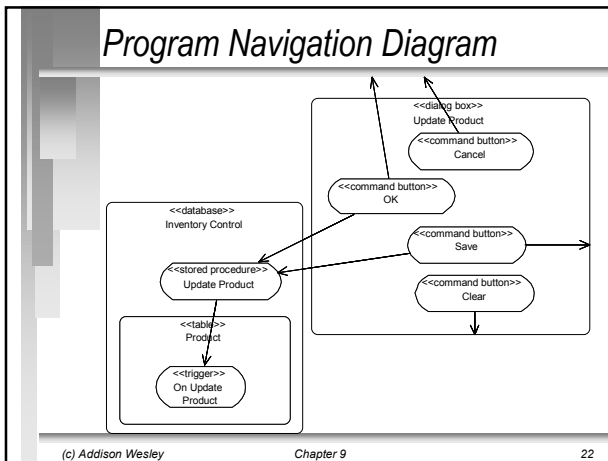 Program Navigation Diagram
<<dialog box>>
Update Product
<<command button>>
Cancel
<<command button>>
OK
<<database>>
Inventory Control
<<command button>>
Save
<<stored procedure>>
Update Product
<<command button>>
Clear
<<table>>
Product
<<trigger>>
On Update
Product
(c) Addison Wesley Chapter 9 22